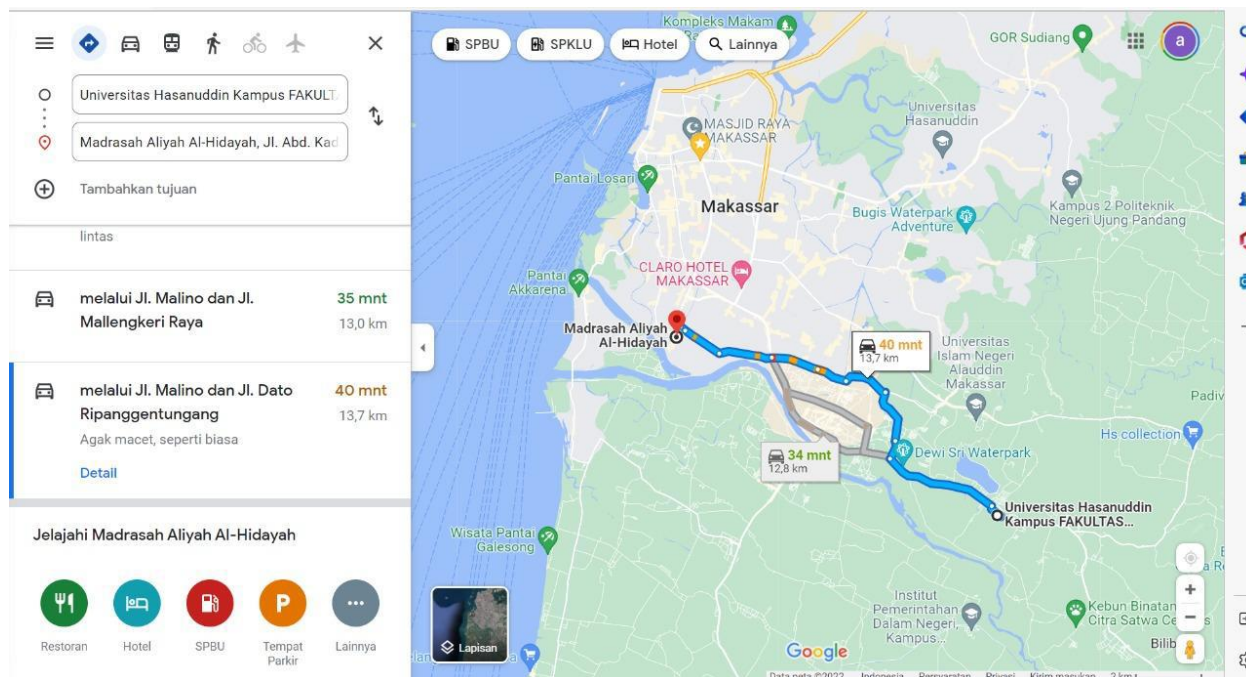 Universitas Hasanuddin Kampus FAKULT
Madrasah Aliyah Al-Hidayah, Jl. Abd. Kad
Tambahkan tujuan
lintas
melalui Jl. Malino dan Jl.
Mallengkeri Raya
35 mnt
13,0 km
melalui Jl. Malino dan Jl. Dato
Ripanggentungang
40 mnt
13,7 km
Agak macet, seperti biasa
Detail
Jelajahi Madrasah Aliyah Al-Hidayah
Restoran
Hotel
SPBU
Tempat
Parkir
Lainnya
SPBU
SPKLU
Hotel
Lainnya
a
Kompleks Makam
GOR Sudiang
Universitas
Hasanuddin
MASJID RAYA
MAKASSAR
Pantai Losari
Makassar
Kampus 2 Politeknik
Negeri Ujung Pandang
Bugis Waterpark
Adventure
CLARO HOTEL
MAKASSAR
Pantai
Akkarena
Madrasah Aliyah
Al-Hidayah
40 mnt
13,7 km
Universitas
Islam Negeri
Alauddin
Makassar
Padiv
Hs collection
34 mnt
12,8 km
Dewi Sri Waterpark
Universitas Hasanuddin
Kampus FAKULTAS...
Wisata Pantai
Galesong
Institut
Pemerintahan
Dalam Negeri,
Kampus...
Kebun Binatan
Citra Satwa Ce
Bilib
Lapisan
Google
Data peta ©2022
Indonesia
Persyaratan
Privasi
Kirim masukan
2 km